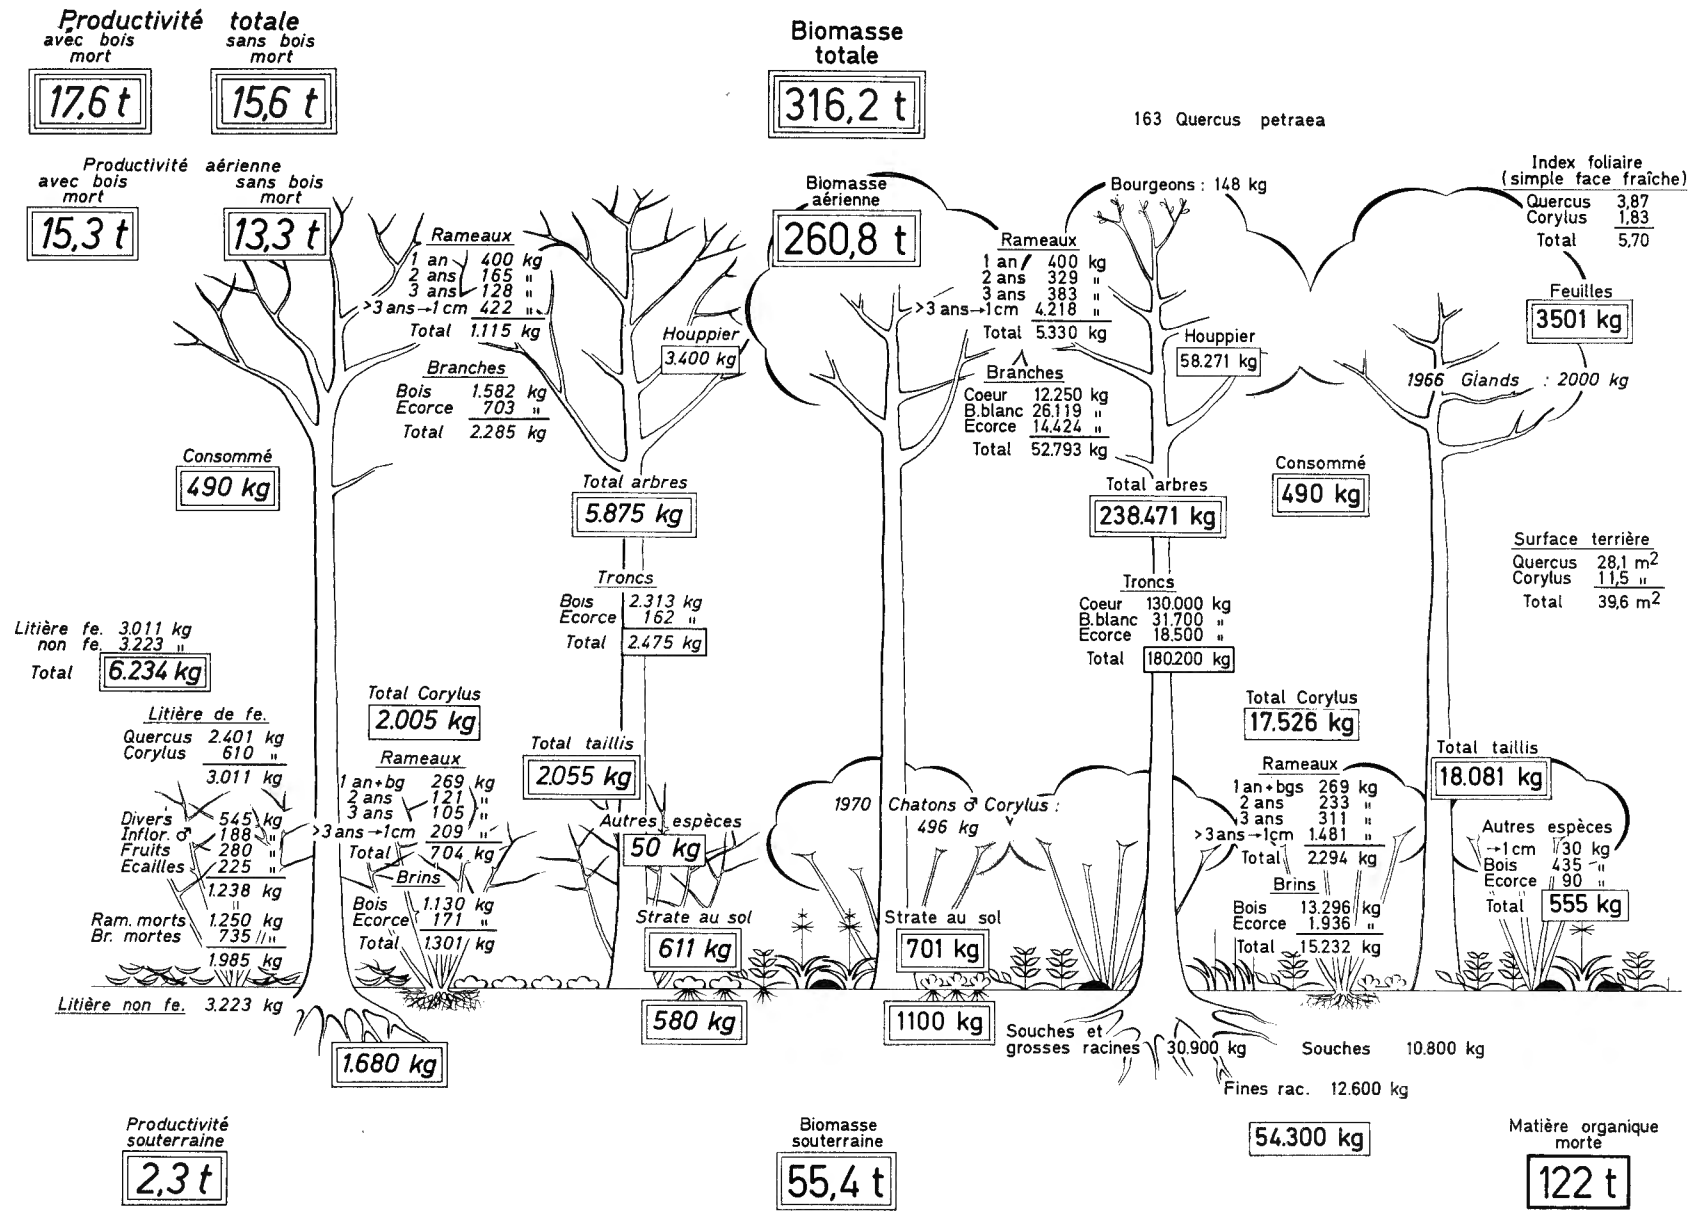 Productivité totale
avec bois mort
sans bois mort
17,6 t
15,6 t
Productivité aérienne
avec bois mort
sans bois mort
15,3 t
13,3 t
Biomasse
totale
316,2 t
Biomasse
aérienne
260,8 t
163 Quercus petraea
Bourgeons : 148 kg
Index foliaire
(simple face fraîche)
Quercus 3,87
Corylus 1,83
Total 5,70
Feuilles
3501 kg
1966 Glands : 2000 kg
Rameaux
1 an 400 kg
2 ans 165 "
3 ans 128 "
>3 ans→1 cm 422 "
Total 1.115 kg
Branches
Bois 1.582 kg
Ecorce 703 "
Total 2.285 kg
Houppier
3.400 kg
Rameaux
1 an 400 kg
2 ans 329 "
3 ans 383 "
>3 ans→1cm 4.218 "
Total 5.330 kg
Branches
Coeur 12.250 kg
B.blanc 26.119 "
Ecorce 14.424 "
Total 52.793 kg
Houppier
58.271 kg
Consommé
490 kg
Total arbres
5.875 kg
Total arbres
238.471 kg
Consommé
490 kg
Surface terrière
Quercus 28,1 m²
Corylus 11,5 "
Total 39,6 m²
Troncs
Bois 2.313 kg
Ecorce 162 "
Total 2.475 kg
Troncs
Coeur 130.000 kg
B.blanc 31.700 "
Ecorce 18.500 "
Total 180.200 kg
Litière fe. 3.011 kg
non fe. 3.223 "
Total 6.234 kg
Litière de fe.
Quercus 2.401 kg
Corylus 610 "
3.011 kg
Divers 545 kg
Inflor. ♂ 188 "
Fruits 280 "
Ecailles 225 "
1.238 kg
Ram. morts 1.250 kg
Br. mortes 735 "
1.985 kg
Litière non fe. 3.223 kg
Total Corylus
2.005 kg
Rameaux
1 an+bg 269 kg
2 ans 121 "
3 ans 105 "
>3 ans→1cm 209 "
Total 704 kg
Brins
Bois 1.130 kg
Ecorce 171 "
Total 1301 kg
Total taillis
2.055 kg
Autres espèces
50 kg
Strate au sol
611 kg
580 kg
1.680 kg
1970 Chatons ♂ Corylus :
496 kg
Strate au sol
701 kg
1100 kg
Total Corylus
17.526 kg
Rameaux
1 an+bgs 269 kg
2 ans 233 "
3 ans 311 "
>3 ans→1cm 1.481 "
Total 2.294 kg
Brins
Bois 13.296 kg
Ecorce 1.936 "
Total 15.232 kg
Total taillis
18.081 kg
Autres espèces
→1 cm 30 kg
Bois 435 "
Ecorce 90 "
Total 555 kg
Souches et
grosses racines 30.900 kg
Souches 10.800 kg
Fines rac. 12.600 kg
54.300 kg
Productivité
souterraine
2,3 t
Biomasse
souterraine
55,4 t
Matière organique
morte
122 t